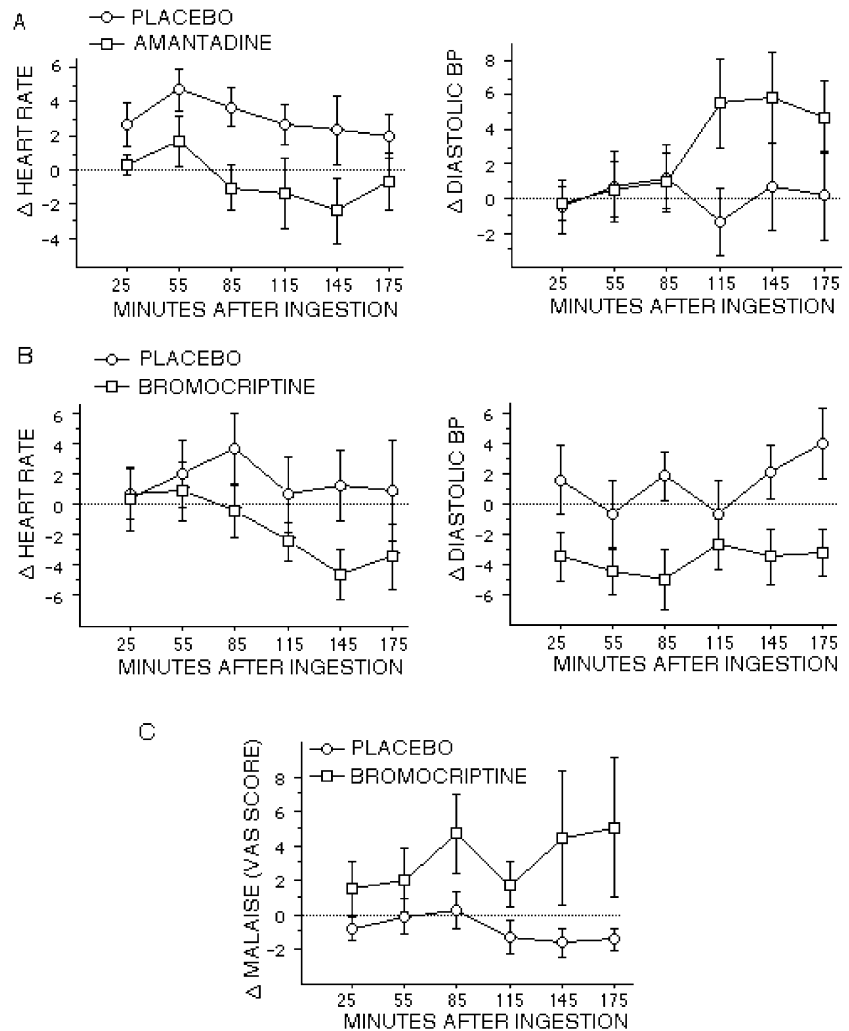 A
PLACEBO
AMANTADINE
Δ HEART RATE
6
4
2
0
-2
-4
25 55 85 115 145 175
MINUTES AFTER INGESTION
Δ DIASTOLIC BP
8
6
4
2
0
-2
25 55 85 115 145 175
MINUTES AFTER INGESTION
B
PLACEBO
BROMOCRIPTINE
Δ HEART RATE
6
4
2
0
-2
-4
-6
25 55 85 115 145 175
MINUTES AFTER INGESTION
Δ DIASTOLIC BP
6
4
2
0
-2
-4
-6
25 55 85 115 145 175
MINUTES AFTER INGESTION
C
PLACEBO
BROMOCRIPTINE
Δ MALAISE (VAS SCORE)
8
6
4
2
0
-2
25 55 85 115 145 175
MINUTES AFTER INGESTION